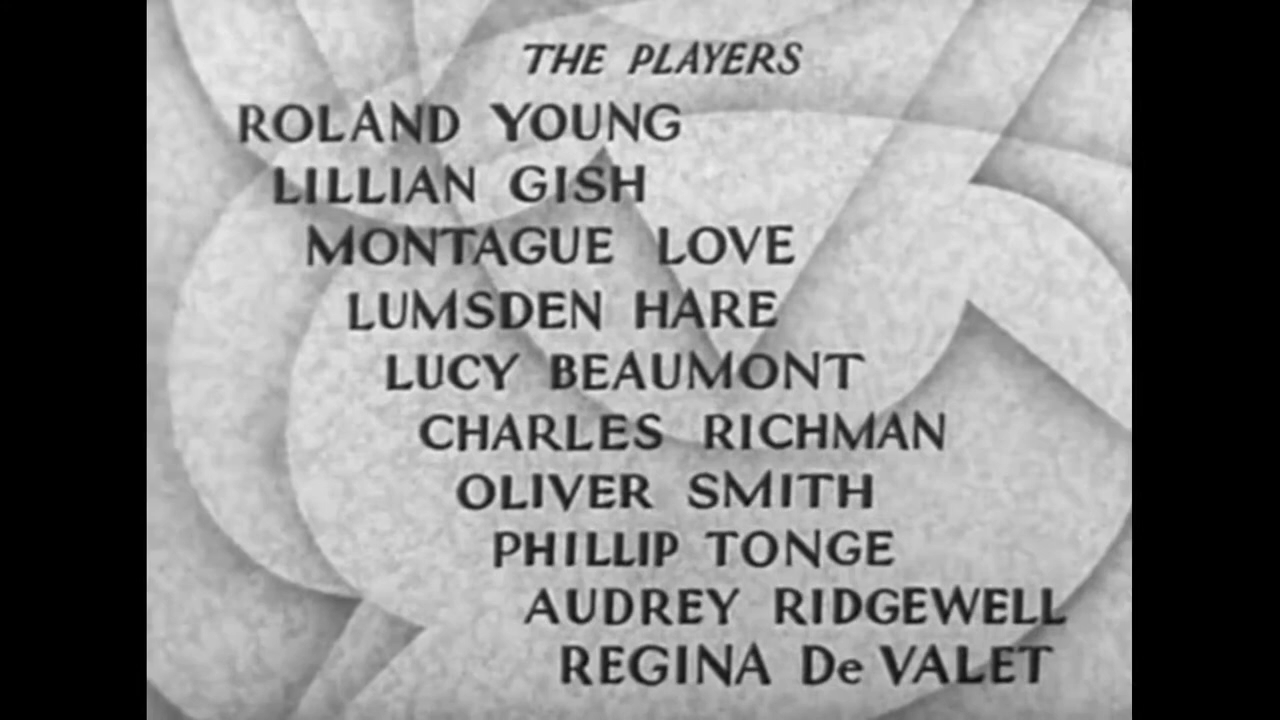 THE PLAYERS
ROLAND YOUNG
LILLIAN GISH
MONTAGUE LOVE
LUMSDEN HARE
LUCY BEAUMONT
CHARLES RICHMAN
OLIVER SMITH
PHILLIP TONGE
AUDREY RIDGEWELL
REGINA De VALET